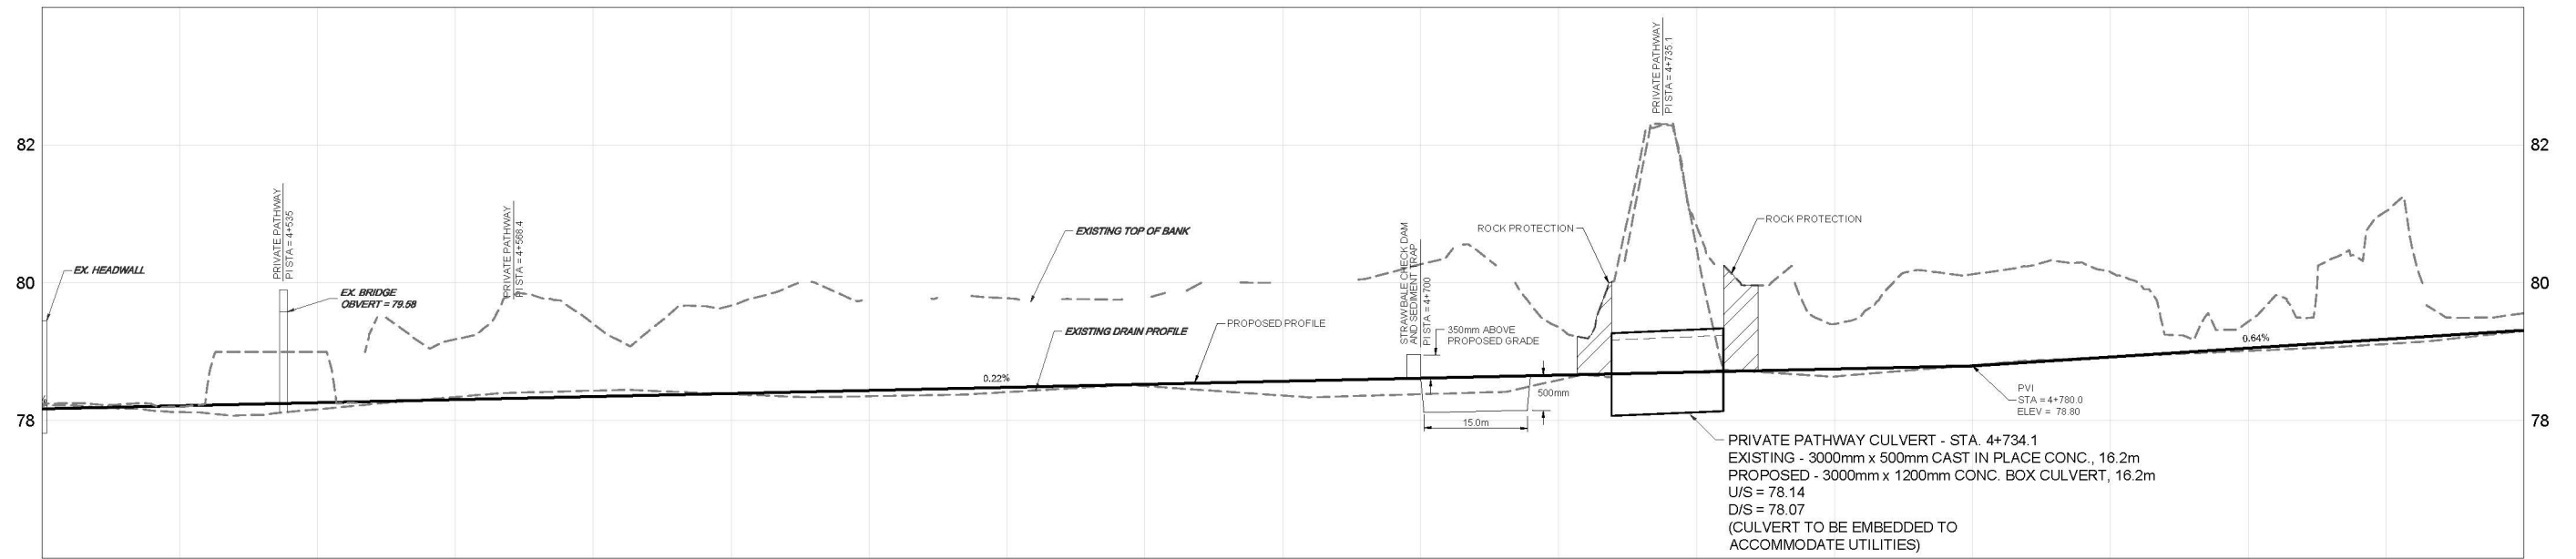 PRIVATE PATHWAY
PI STA = 4+735.1
82
82
PRIVATE PATHWAY
PI STA = 4+535
PRIVATE PATHWAY
PI STA = 4+568.4
EXISTING TOP OF BANK
ROCK PROTECTION
ROCK PROTECTION
STRAW BALE CHECK DAM
AND SEDIMENT TRAP
PI STA = 4+700
EX. HEADWALL
80
80
EX. BRIDGE
OBVERT = 79.58
EXISTING DRAIN PROFILE
PROPOSED PROFILE
350mm ABOVE
PROPOSED GRADE
0.22%
0.64%
500mm
15.0m
PVI
STA = 4+780.0
ELEV = 78.80
78
78
PRIVATE PATHWAY CULVERT - STA. 4+734.1
EXISTING - 3000mm x 500mm CAST IN PLACE CONC., 16.2m
PROPOSED - 3000mm x 1200mm CONC. BOX CULVERT, 16.2m
U/S = 78.14
D/S = 78.07
(CULVERT TO BE EMBEDDED TO
ACCOMMODATE UTILITIES)